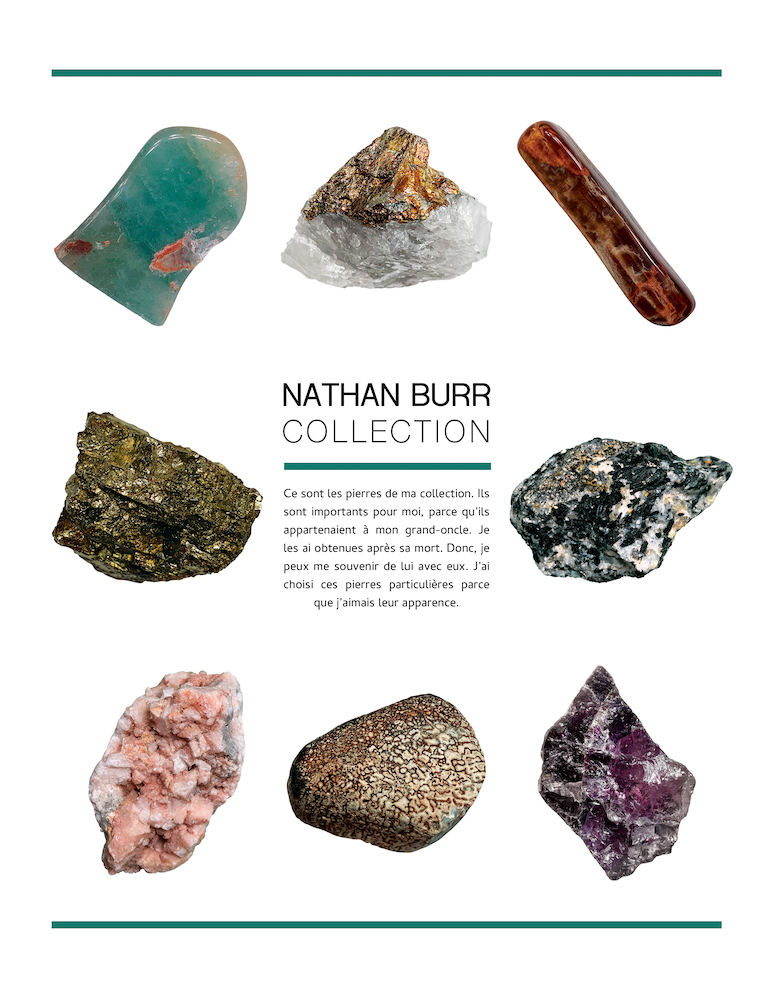 NATHAN BURR
COLLECTION
Ce sont les pierres de ma collection. Ils
sont importants pour moi, parce qu'ils
appartenaient à mon grand-oncle. Je
les ai obtenues après sa mort. Donc, je
peux me souvenir de lui avec eux. J'ai
choisi ces pierres particulières parce
que j'aimais leur apparence.